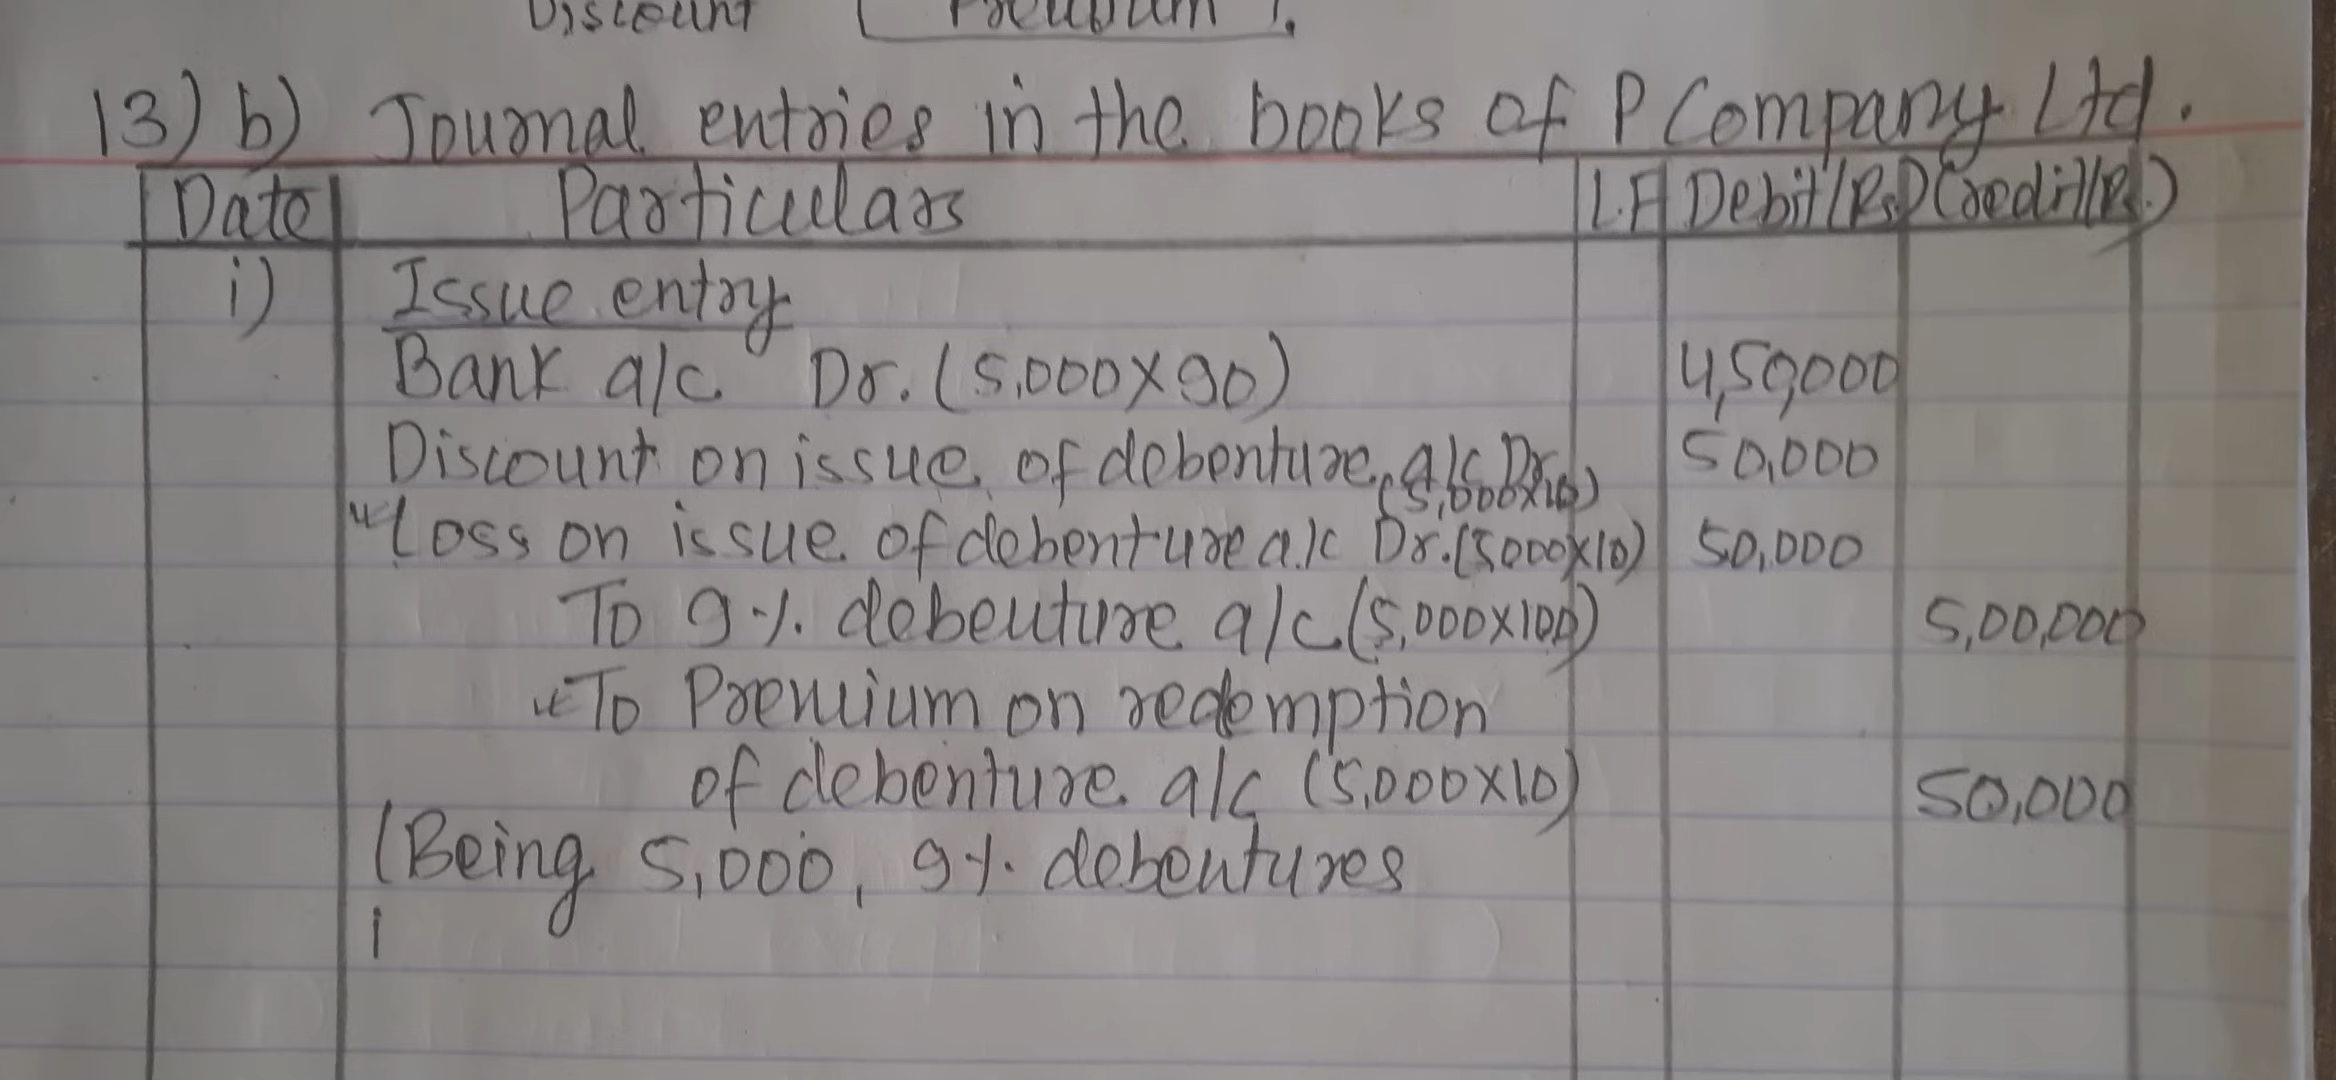 Discount Premium.
13) b) Journal entries in the books of P Company Ltd.
Date Particulars L.F Debit(Rs) Credit(Rs.)
i) Issue entry
Bank a/c Dr. (5,000×90) 4,50,000
Discount on issue of debenture a/c Dr. 50,000
(5,000×10)
Loss on issue of debenture a/c Dr.(5000×10) 50,000
To 9%. debenture a/c (5,000×100) 5,00,000
To Premium on redemption
of debenture a/c (5,000×10) 50,000
(Being 5,000, 9%. debentures
i